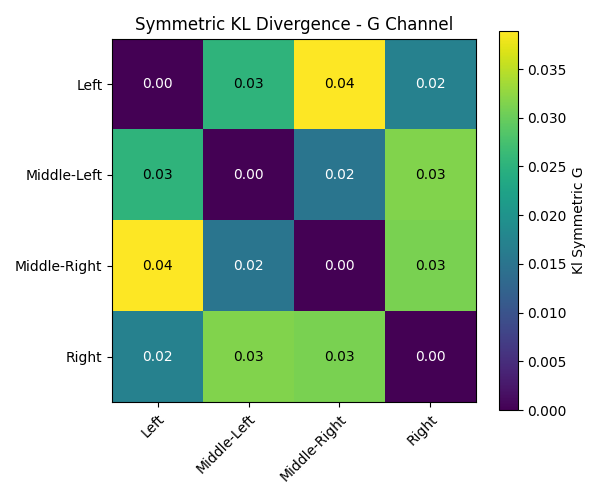 Symmetric KL Divergence - G Channel
Left
Middle-Left
Middle-Right
Right
0.00 0.03 0.04 0.02
0.03 0.00 0.02 0.03
0.04 0.02 0.00 0.03
0.02 0.03 0.03 0.00
Left
Middle-Left
Middle-Right
Right
0.035
0.030
0.025
0.020
0.015
0.010
0.005
0.000
Kl Symmetric G